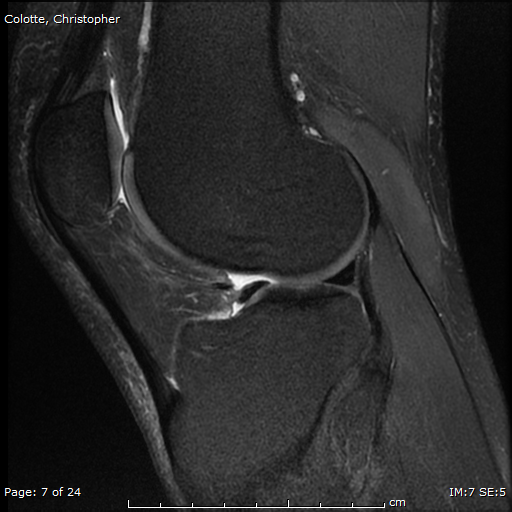 Colotte, Christopher
Page: 7 of 24
IM:7 SE:5
cm